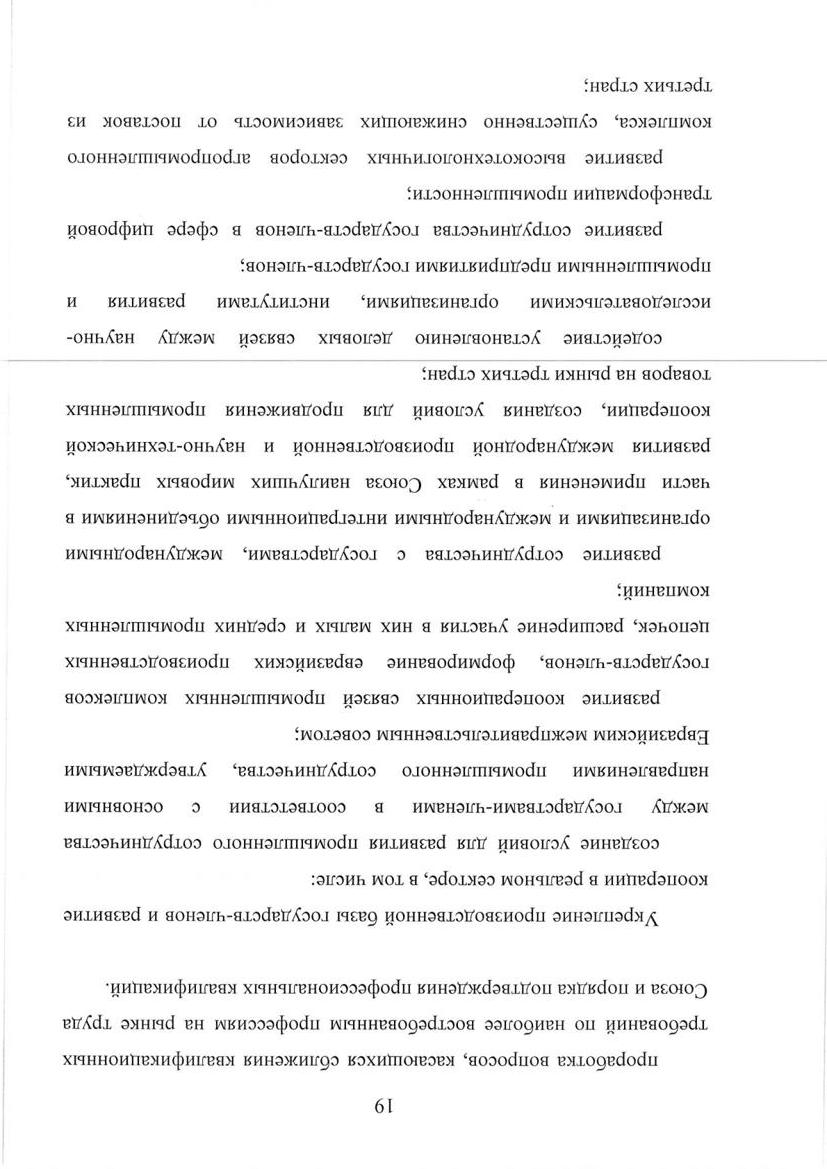 19
проработка вопросов, касающихся сближения квалификационных
требований по наиболее востребованным профессиям на рынке труда
Союза и порядка подтверждения профессиональных квалификаций.
Укрепление производственной базы государств-членов и развитие
кооперации в реальном секторе, в том числе:
создание условий для развития промышленного сотрудничества
между государствами-членами в соответствии с основными
направлениями промышленного сотрудничества, утверждаемыми
Евразийским межправительственным советом;
развитие кооперационных связей промышленных комплексов
государств-членов, формирование евразийских производственных
цепочек, расширение участия в них малых и средних промышленных
компаний;
развитие сотрудничества с государствами, международными
организациями и международными интеграционными объединениями в
части применения в рамках Союза наилучших мировых практик,
развития международной производственной и научно-технической
кооперации, создания условий для продвижения промышленных
товаров на рынки третьих стран;
содействие установлению деловых связей между научно-
исследовательскими организациями, институтами развития и
промышленными предприятиями государств-членов;
развитие сотрудничества государств-членов в сфере цифровой
трансформации промышленности;
развитие высокотехнологичных секторов агропромышленного
комплекса, существенно снижающих зависимость от поставок из
третьих стран;